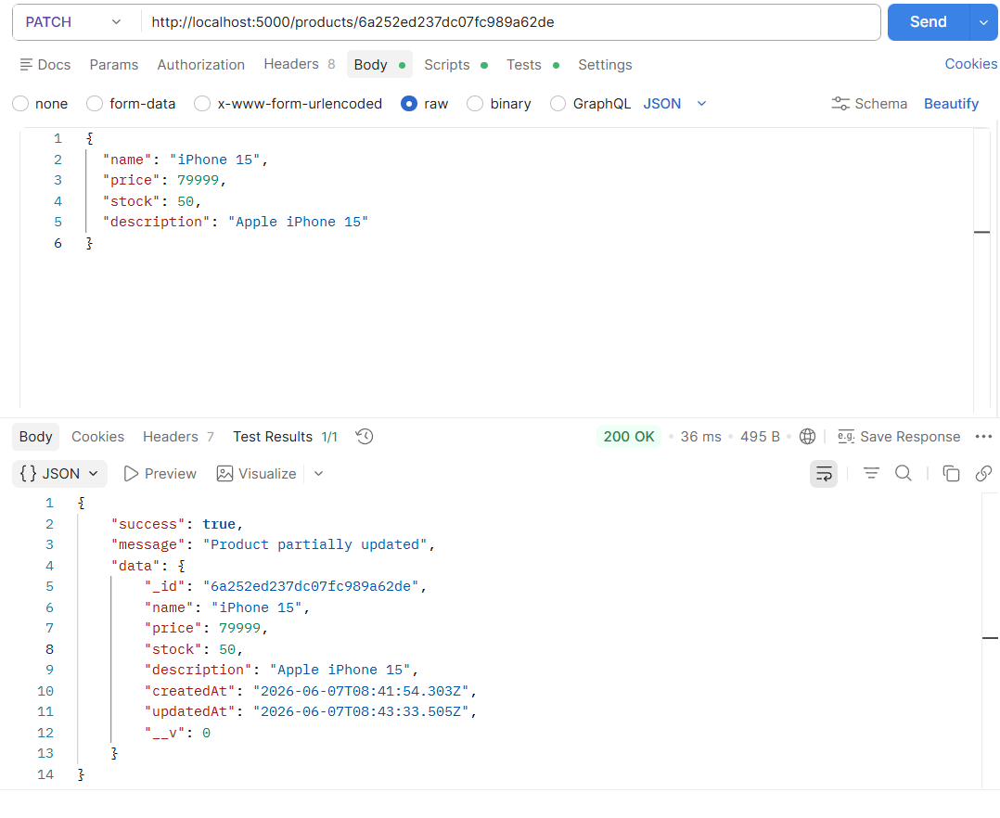 PATCH http://localhost:5000/products/6a252ed237dc07fc989a62de Send
Docs Params Authorization Headers 8 Body Scripts Tests Settings Cookies
none form-data x-www-form-urlencoded raw binary GraphQL JSON Schema Beautify
1 {
2 "name": "iPhone 15",
3 "price": 79999,
4 "stock": 50,
5 "description": "Apple iPhone 15"
6 }
Body Cookies Headers 7 Test Results 1/1 200 OK 36 ms 495 B e.g. Save Response
{} JSON Preview Visualize
1 {
2 "success": true,
3 "message": "Product partially updated",
4 "data": {
5 "_id": "6a252ed237dc07fc989a62de",
6 "name": "iPhone 15",
7 "price": 79999,
8 "stock": 50,
9 "description": "Apple iPhone 15",
10 "createdAt": "2026-06-07T08:41:54.303Z",
11 "updatedAt": "2026-06-07T08:43:33.505Z",
12 "__v": 0
13 }
14 }